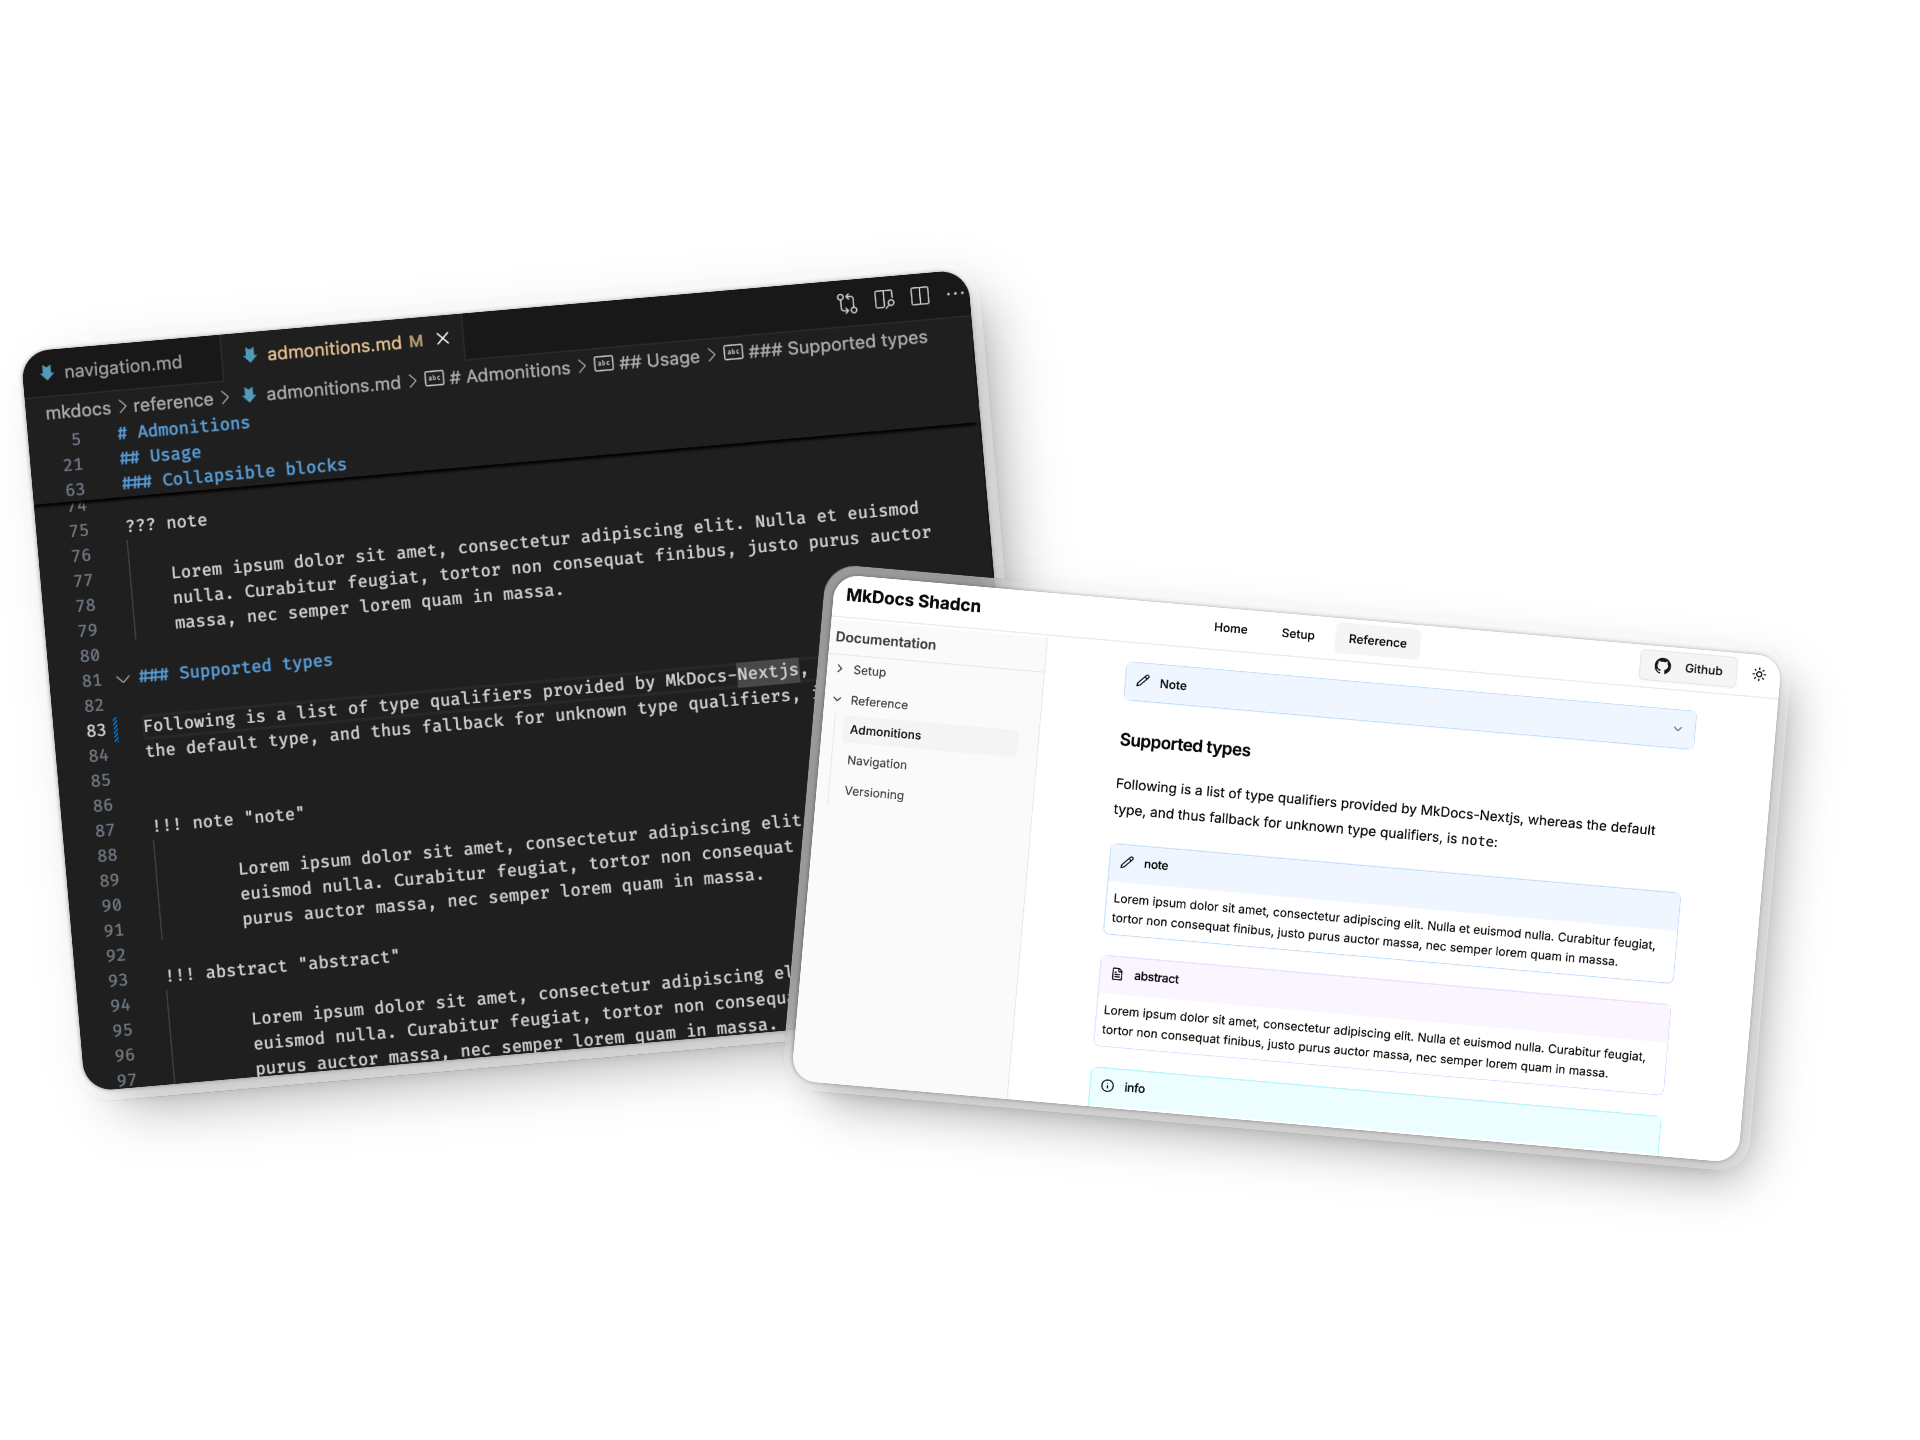 navigation.md
admonitions.md M
mkdocs > reference > admonitions.md > # Admonitions > ## Usage > ### Supported types
5 # Admonitions
21 ## Usage
63 ### Collapsible blocks
74
75 ??? note
76
77 Lorem ipsum dolor sit amet, consectetur adipiscing elit. Nulla et euismod
78 nulla. Curabitur feugiat, tortor non consequat finibus, justo purus auctor
79 massa, nec semper lorem quam in massa.
80
81 ### Supported types
82
83 Following is a list of type qualifiers provided by MkDocs-Nextjs,
84 the default type, and thus fallback for unknown type qualifiers,
85
86
87 !!! note "note"
88
89 Lorem ipsum dolor sit amet, consectetur adipiscing elit
90 euismod nulla. Curabitur feugiat, tortor non consequat
91 purus auctor massa, nec semper lorem quam in massa.
92
93 !!! abstract "abstract"
94
95 Lorem ipsum dolor sit amet, consectetur adipiscing el
96 euismod nulla. Curabitur feugiat, tortor non consequ
97 purus auctor massa, nec semper lorem quam in massa.
MkDocs Shadcn
Home
Setup
Reference
Github
Documentation
Setup
Reference
Admonitions
Navigation
Versioning
Note
Supported types
Following is a list of type qualifiers provided by MkDocs-Nextjs, whereas the default
type, and thus fallback for unknown type qualifiers, is note:
note
Lorem ipsum dolor sit amet, consectetur adipiscing elit. Nulla et euismod nulla. Curabitur feugiat,
tortor non consequat finibus, justo purus auctor massa, nec semper lorem quam in massa.
abstract
Lorem ipsum dolor sit amet, consectetur adipiscing elit. Nulla et euismod nulla. Curabitur feugiat,
tortor non consequat finibus, justo purus auctor massa, nec semper lorem quam in massa.
info